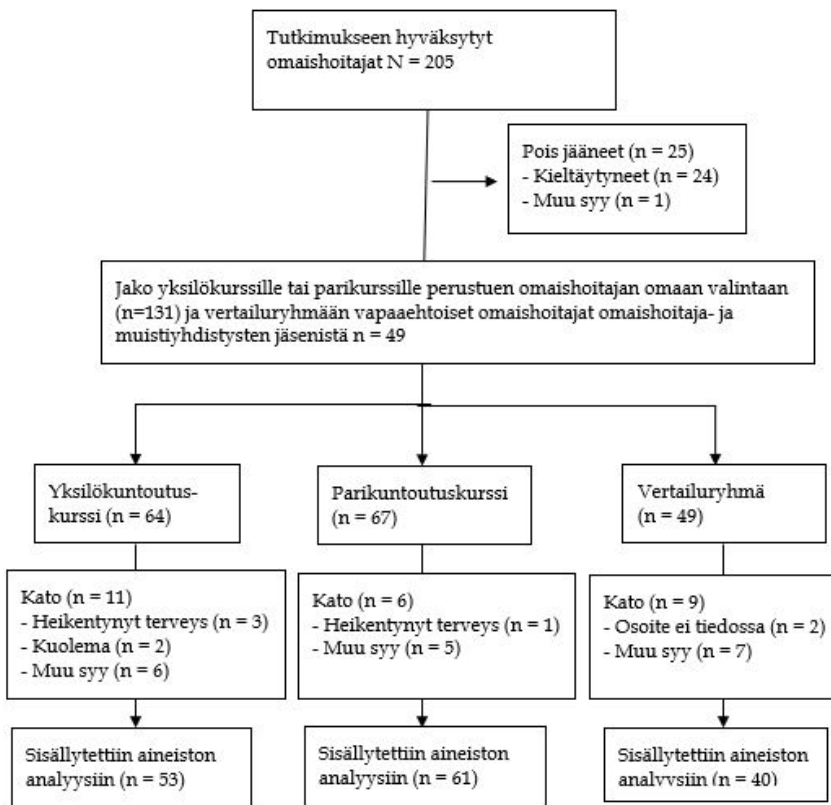 Tutkimukseen hyväksytyt
omaishoitajat N = 205
Pois jääneet (n = 25)
- Kieltäytyneet (n = 24)
- Muu syy (n = 1)
Jako yksilökurssille tai parikurssille perustuen omaishoitajan omaan valintaan
(n=131) ja vertailuryhmään vapaaehtoiset omaishoitajat omaishoitaja- ja
muistiyhdistysten jäsenistä n = 49
Yksilökuntoutus-
kurssi (n = 64)
Parikuntoutuskurssi
(n = 67)
Vertailuryhmä
(n = 49)
Kato (n = 11)
- Heikentynyt terveys (n = 3)
- Kuolema (n = 2)
- Muu syy (n = 6)
Kato (n = 6)
- Heikentynyt terveys (n = 1)
- Muu syy (n = 5)
Kato (n = 9)
- Osoite ei tiedossa (n = 2)
- Muu syy (n = 7)
Sisällytettiin aineiston
analyysiin (n = 53)
Sisällytettiin aineiston
analyysiin (n = 61)
Sisällytettiin aineiston
analyysiin (n = 40)